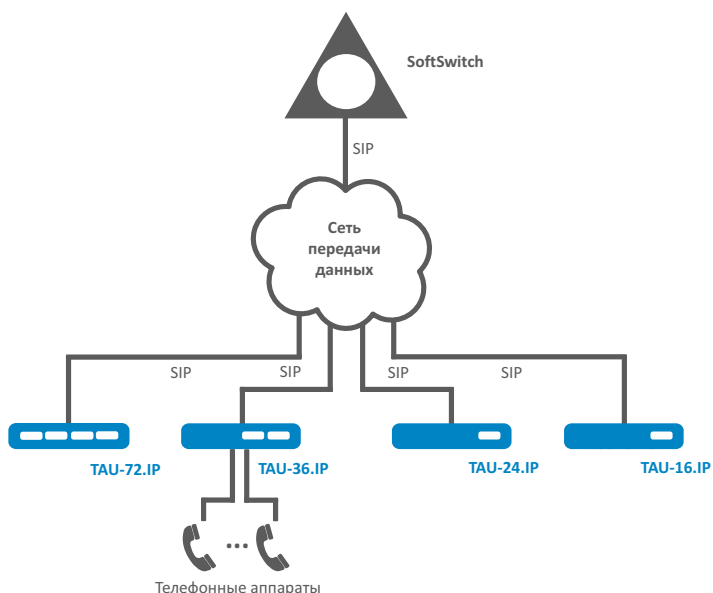 SoftSwitch
SIP
Сеть
передачи
данных
SIP
SIP
SIP
SIP
TAU-72.IP
TAU-36.IP
TAU-24.IP
TAU-16.IP
Телефонные аппараты